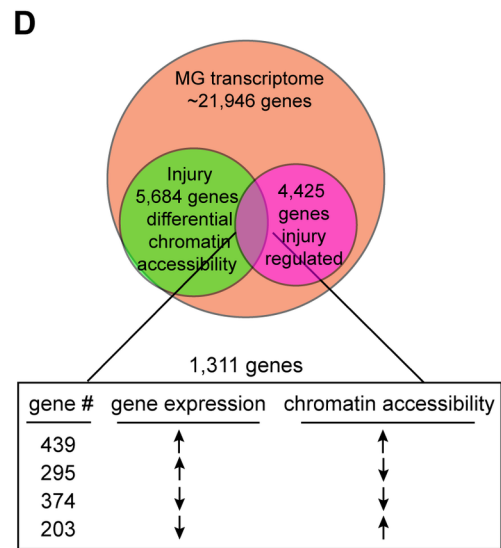 D
MG transcriptome
~21,946 genes
Injury
5,684 genes
differential
chromatin
accessibility
4,425
genes
injury
regulated
1,311 genes
gene # gene expression chromatin accessibility
439 ↑ ↑
295 ↑ ↓
374 ↓ ↓
203 ↓ ↑